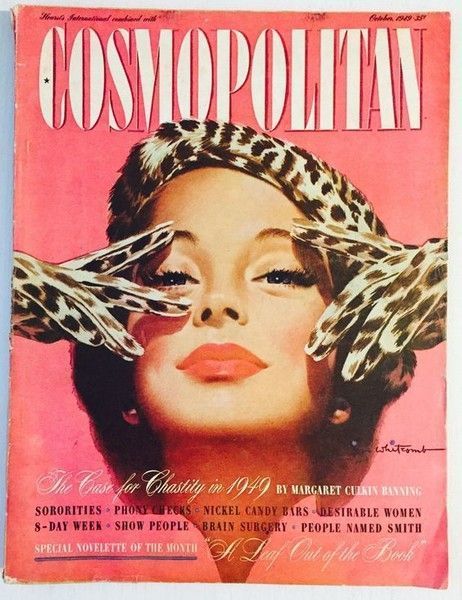 Hearst's International combined with
October, 1949 · 35¢
COSMOPOLITAN
Whitcomb
The Case for Chastity in 1949 BY MARGARET CULKIN BANNING
SORORITIES • PHONY CHECKS • NICKEL CANDY BARS • DESIRABLE WOMEN
8-DAY WEEK • SHOW PEOPLE • BRAIN SURGERY • PEOPLE NAMED SMITH
SPECIAL NOVELETTE OF THE MONTH "A Leaf Out of the Book"